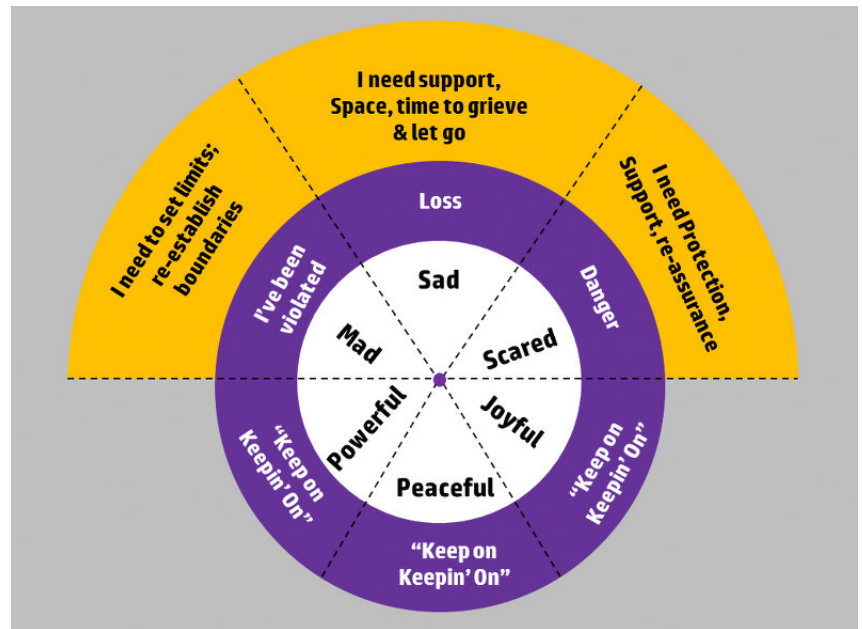 I need support,
Space, time to grieve
& let go
I need to set limits;
re-establish
boundaries
I need Protection,
Support, re-assurance
Loss
I've been
violated
Danger
Sad
Mad
Scared
Powerful
Joyful
Peaceful
“Keep on
Keepin’ On”
“Keep on
Keepin’ On”
“Keep on
Keepin’ On”